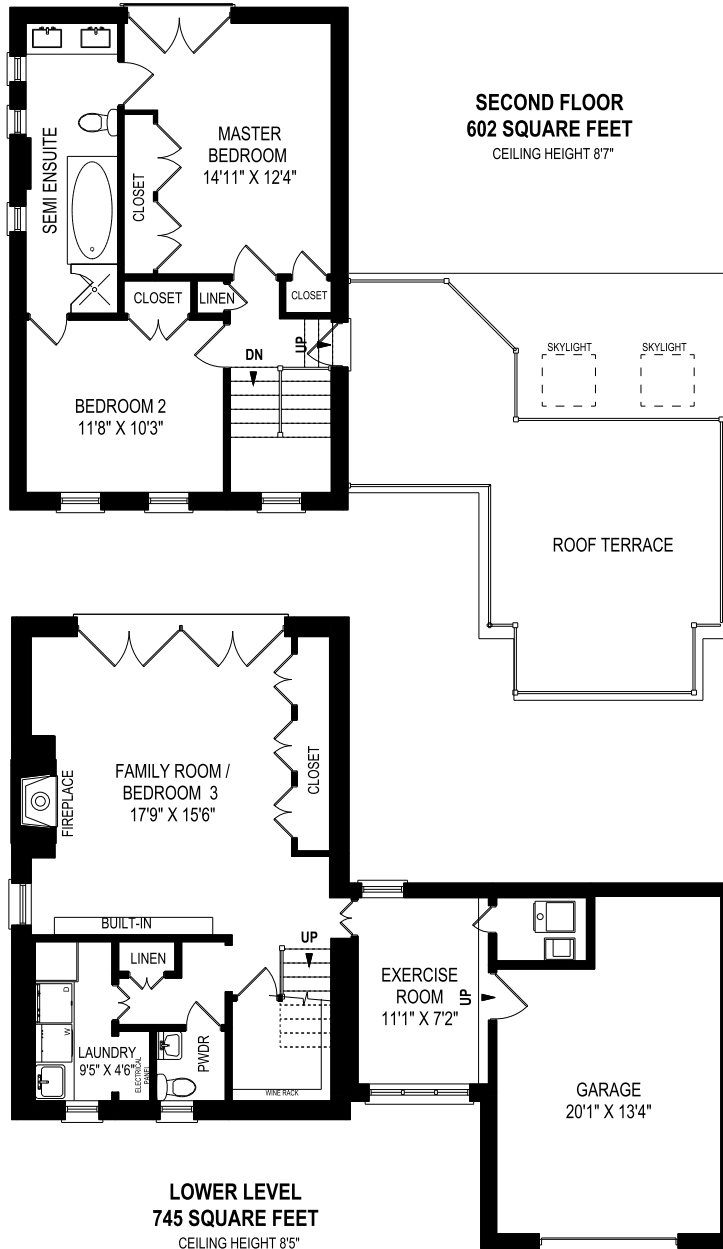 SECOND FLOOR
602 SQUARE FEET
CEILING HEIGHT 8'7"
SEMI ENSUITE
MASTER
BEDROOM
14'11" X 12'4"
CLOSET
CLOSET
LINEN
CLOSET
DN
UP
BEDROOM 2
11'8" X 10'3"
SKYLIGHT
SKYLIGHT
ROOF TERRACE
FAMILY ROOM /
BEDROOM 3
17'9" X 15'6"
FIREPLACE
CLOSET
BUILT-IN
LINEN
UP
D
W
LAUNDRY
9'5" X 4'6"
ELECTRICAL
PANEL
PWDR
WINE RACK
EXERCISE
ROOM
11'1" X 7'2"
UP
GARAGE
20'1" X 13'4"
LOWER LEVEL
745 SQUARE FEET
CEILING HEIGHT 8'5"